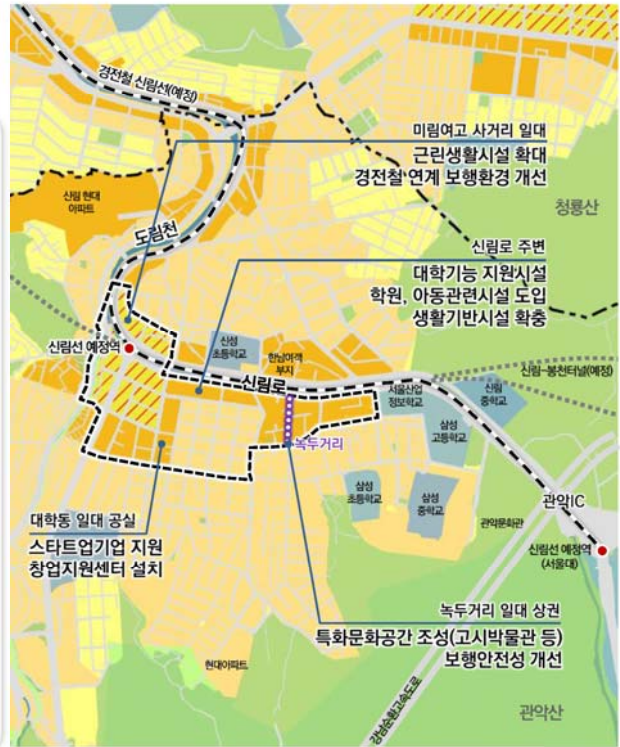 경전철 신림선(예정)
미림여고 사거리 일대
근린생활시설 확대
경전철 연계 보행환경 개선
신림 현대
아파트
청룡산
도림천
신림로 주변
대학기능 지원시설
학원, 아동관련시설 도입
생활기반시설 확충
신림선 예정역
신성
초등학교
한남여객
부지
신림로
서울산업
정보학교
신림-봉천터널(예정)
신림
중학교
삼성
고등학교
녹두거리
삼성
초등학교
삼성
중학교
관악IC
관악문화관
대학동 일대 공실
스타트업기업 지원
창업지원센터 설치
신림선 예정역
(서울대)
녹두거리 일대 상권
특화문화공간 조성(고시박물관 등)
보행안전성 개선
현대아파트
강남순환고속도로
관악산